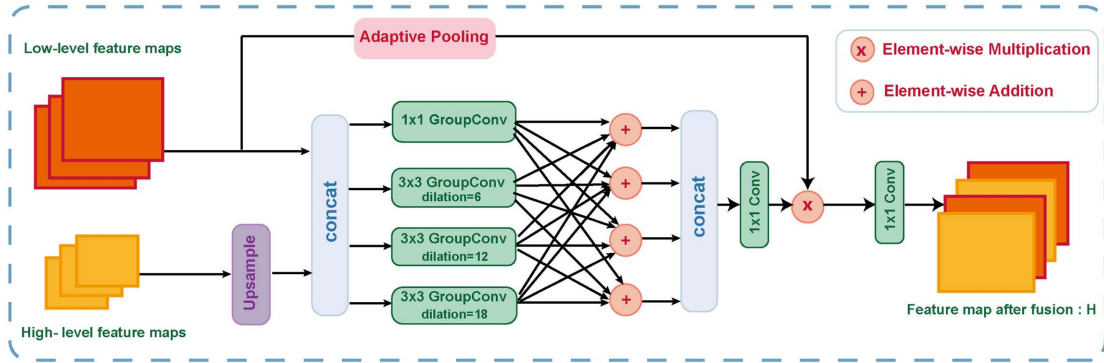 Low-level feature maps
Adaptive Pooling
x Element-wise Multiplication
+ Element-wise Addition
1x1 GroupConv
3x3 GroupConv
dilation=6
3x3 GroupConv
dilation=12
3x3 GroupConv
dilation=18
concat
Upsample
+
+
+
+
concat
1x1 Conv
x
1x1 Conv
High- level feature maps
Feature map after fusion : H